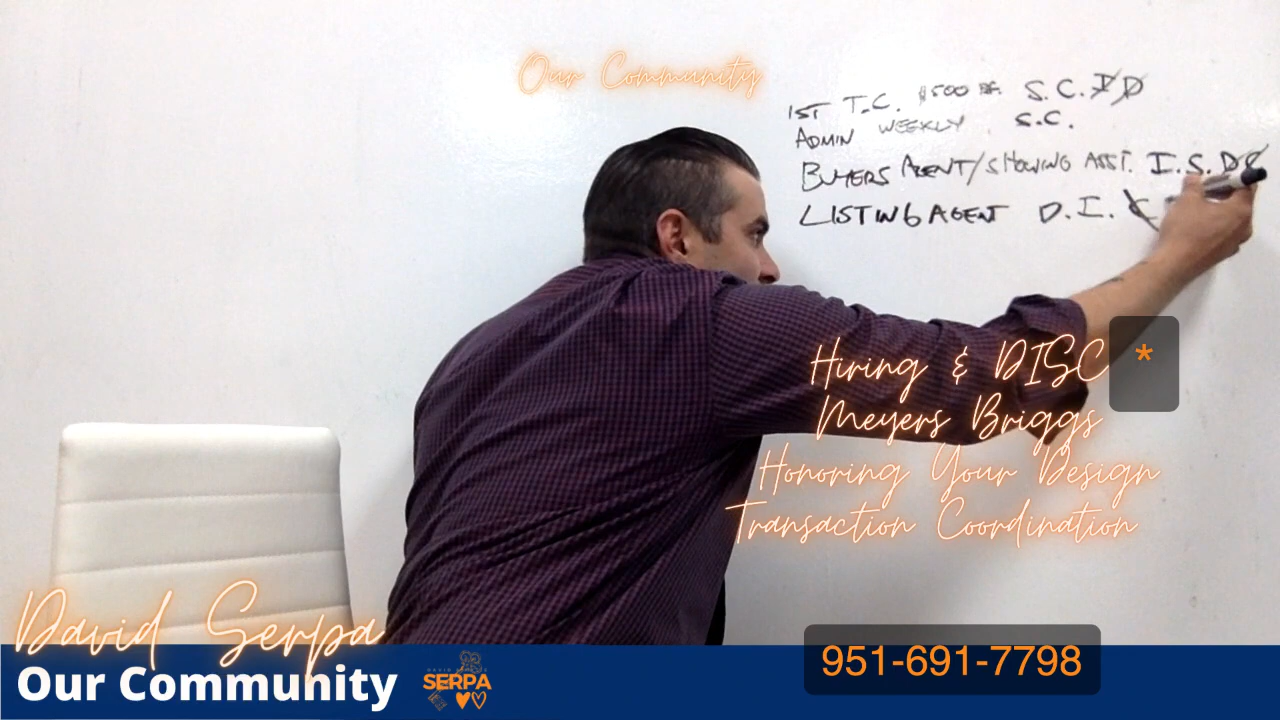 Our Community
1ST T.C. $500 S.C.I D
ADMIN WEEKLY S.C.
BUYERS AGENT/SHOWING ASST. I.S.D C
LISTING AGENT D.I. C
Hiring & DISC *
Meyers Briggs
Honoring Your Design
Transaction Coordination
David Serpa
Our Community
SERPA
951-691-7798